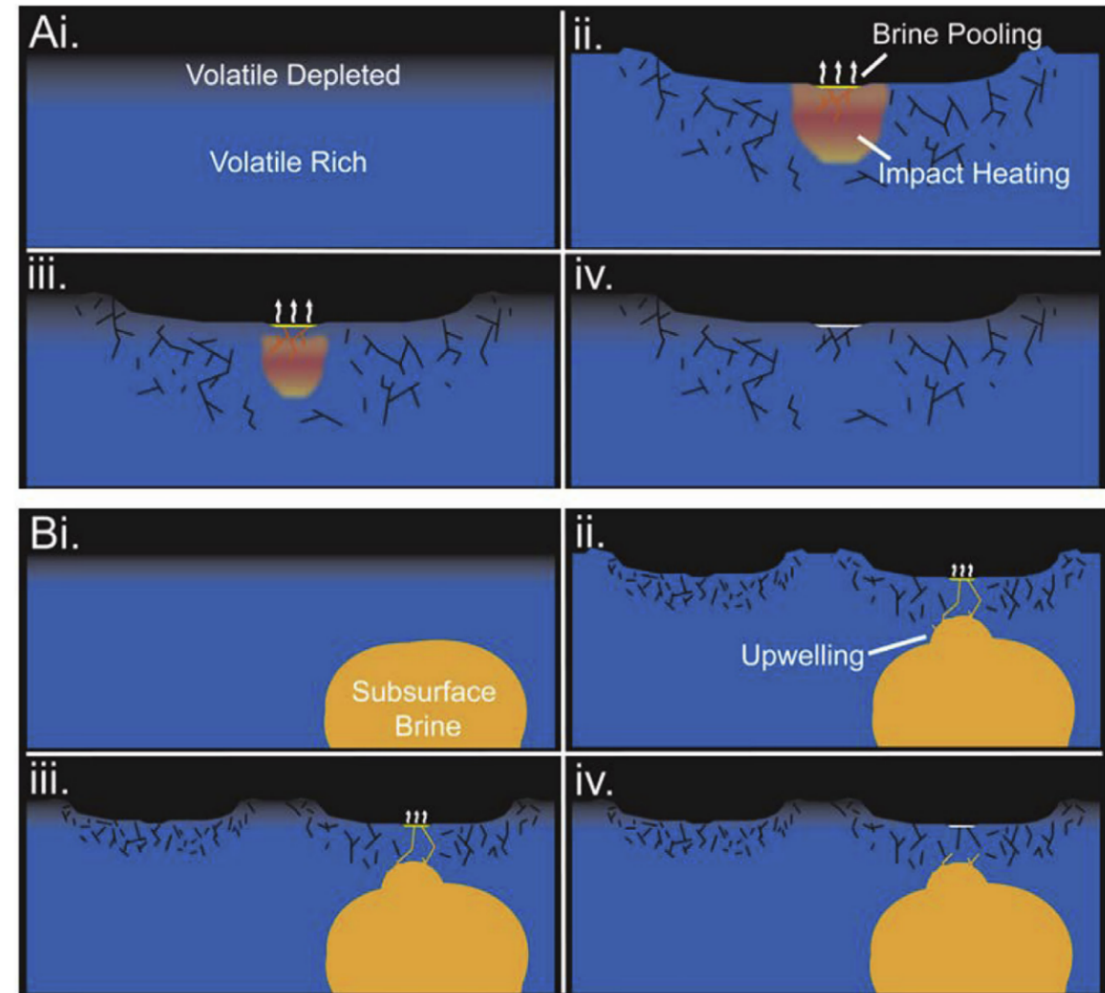 Ai.
Volatile Depleted
Volatile Rich
ii.
Brine Pooling
Impact Heating
iii.
iv.
Bi.
Subsurface
Brine
ii.
Upwelling
iii.
iv.